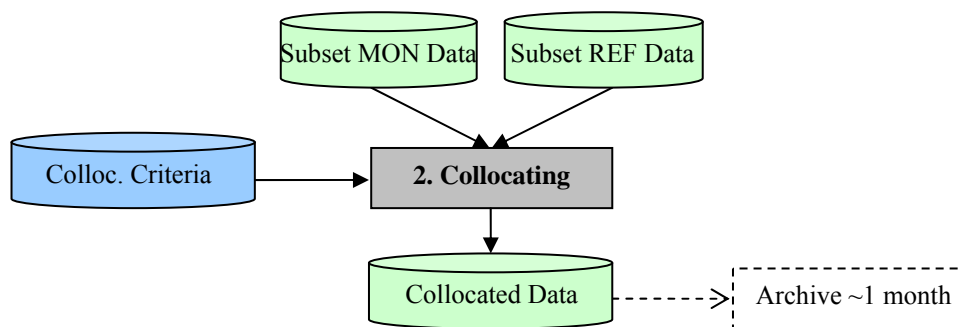 Subset MON Data
Subset REF Data
Colloc. Criteria
2. Collocating
Collocated Data
Archive ~1 month